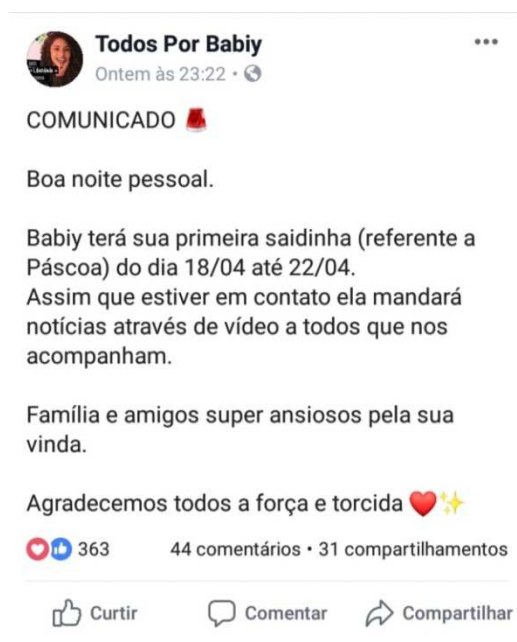 Todos Por Babiy
Ontem às 23:22 •
COMUNICADO 🚨
Boa noite pessoal.
Babiy terá sua primeira saidinha (referente a
Páscoa) do dia 18/04 até 22/04.
Assim que estiver em contato ela mandará
notícias através de vídeo a todos que nos
acompanham.
Família e amigos super ansiosos pela sua
vinda.
Agradecemos todos a força e torcida ❤️✨
363 44 comentários • 31 compartilhamentos
Curtir Comentar Compartilhar